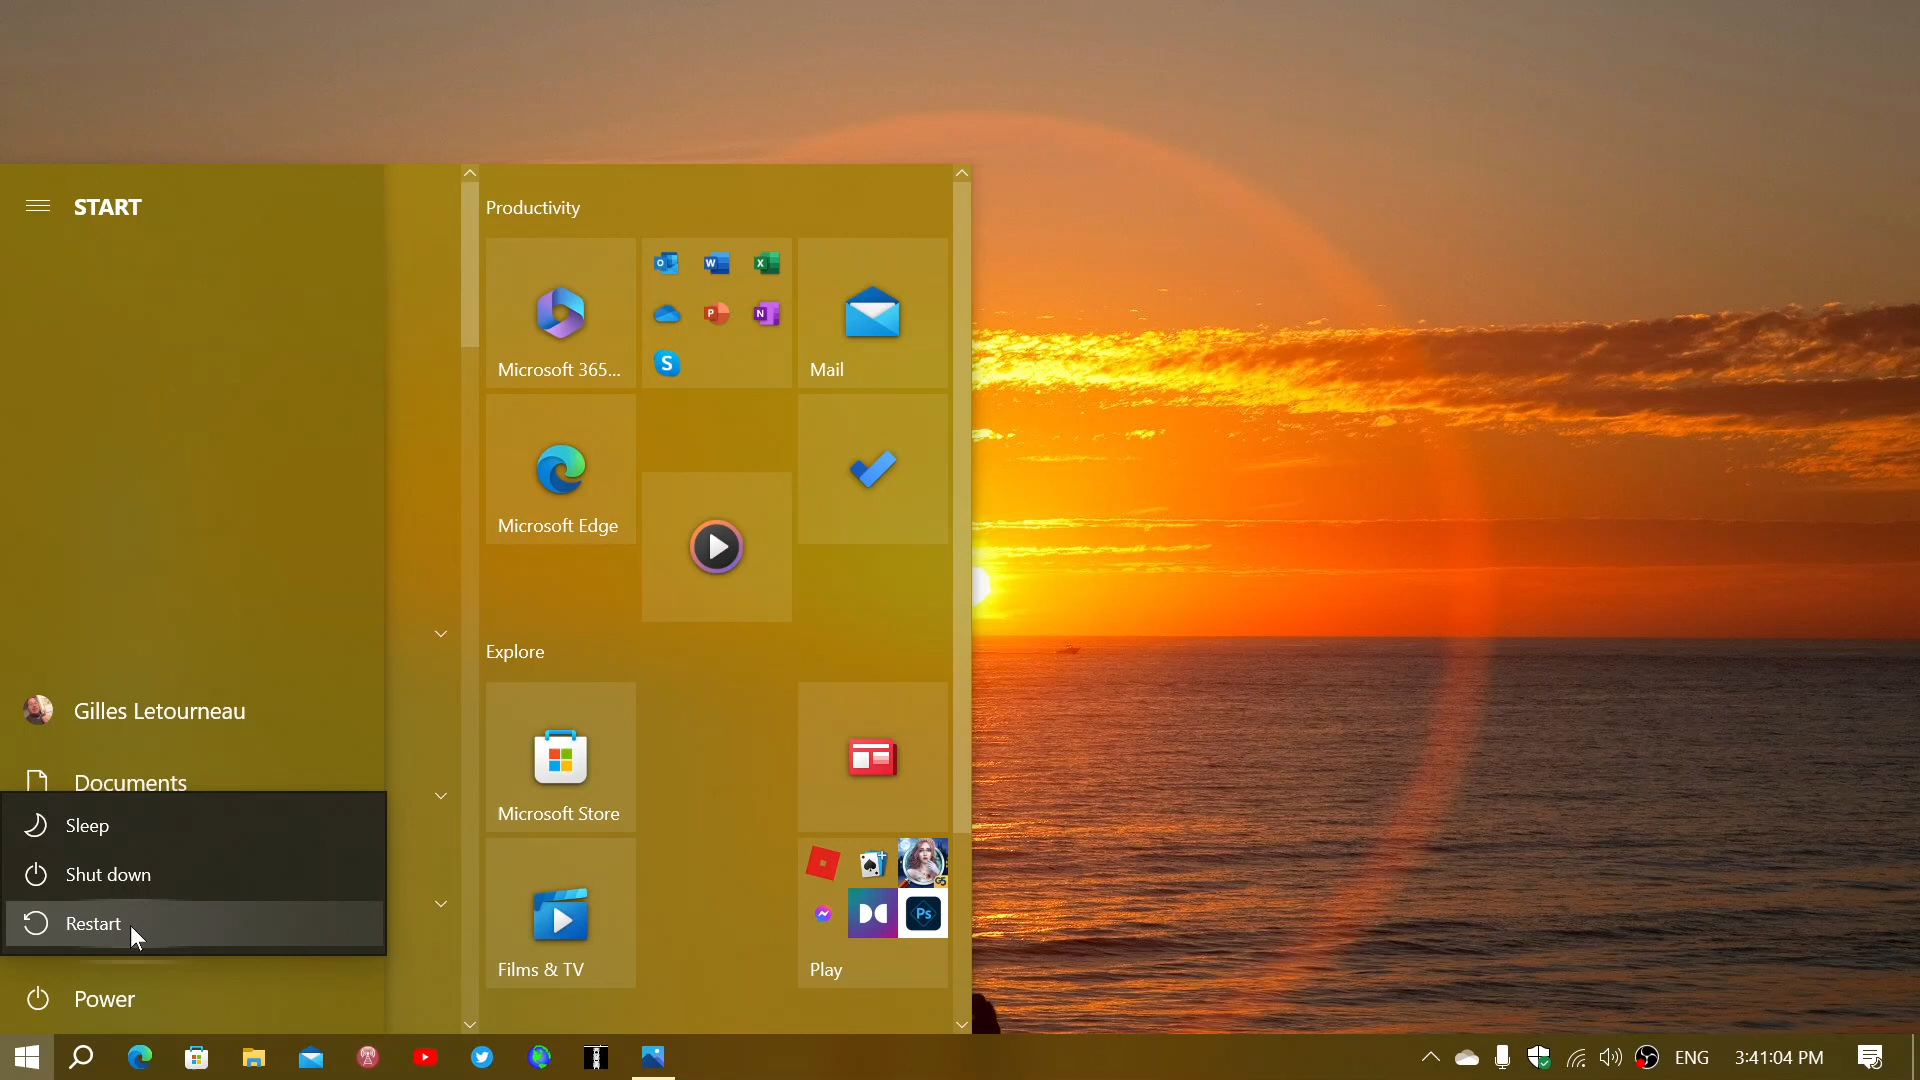 START
Productivity
Microsoft 365...
Mail
Microsoft Edge
Explore
Microsoft Store
Films & TV
Play
Gilles Letourneau
Documents
Sleep
Shut down
Restart
Power
ENG
3:41:04 PM